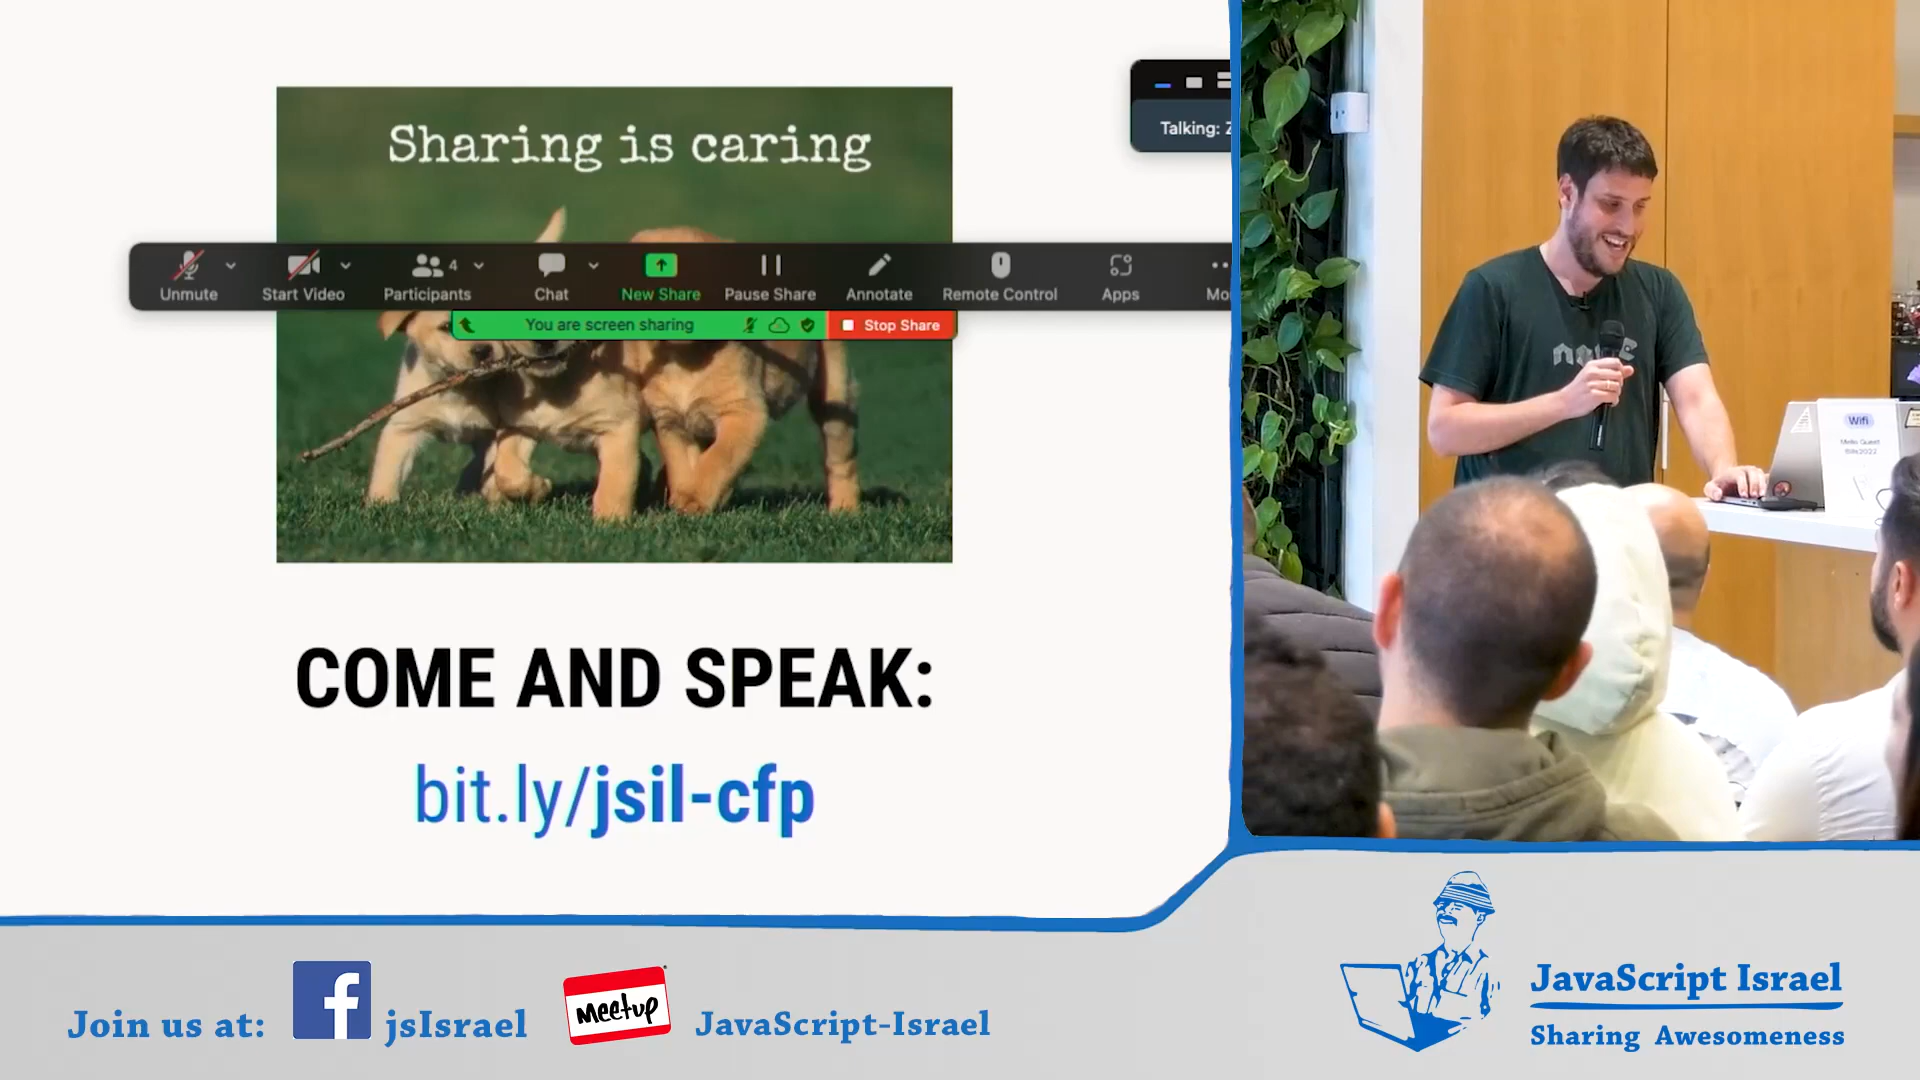 Sharing is caring
Talking:
Unmute
Start Video
Participants
4
Chat
New Share
Pause Share
Annotate
Remote Control
Apps
You are screen sharing
Stop Share
COME AND SPEAK:
bit.ly/jsil-cfp
Wifi
Join us at:
jsIsrael
meetup
JavaScript-Israel
JavaScript Israel
Sharing Awesomeness